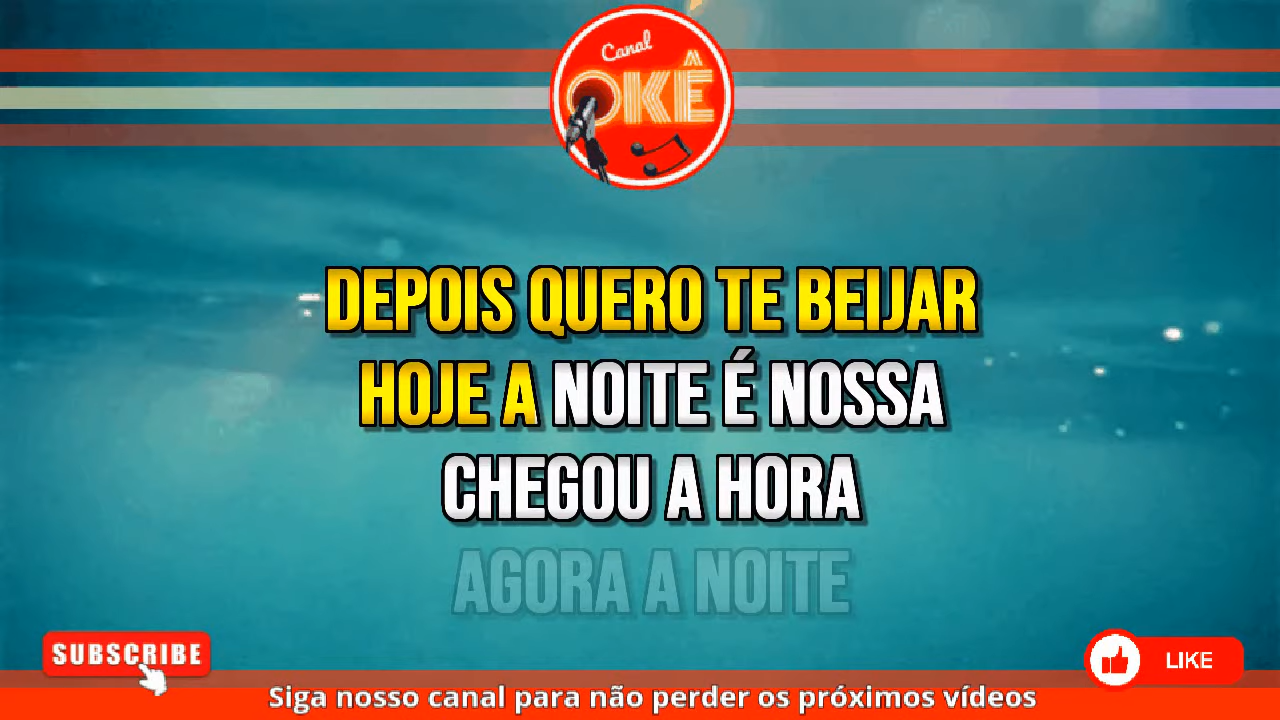 Canal
OKÊ
DEPOIS QUERO TE BEIJAR
HOJE A NOITE É NOSSA
CHEGOU A HORA
AGORA A NOITE
SUBSCRIBE
LIKE
Siga nosso canal para não perder os próximos vídeos